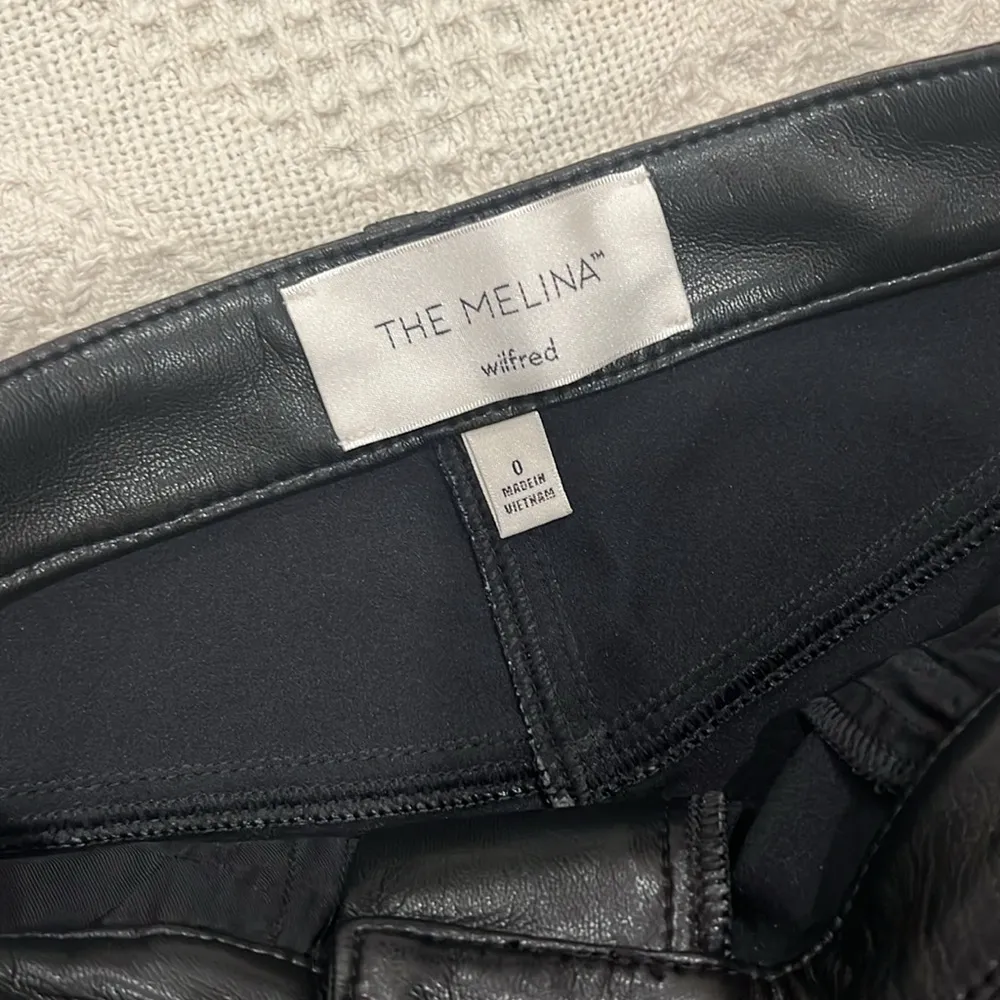 THE MELINA™
wilfred
0
MADE IN
VIETNAM